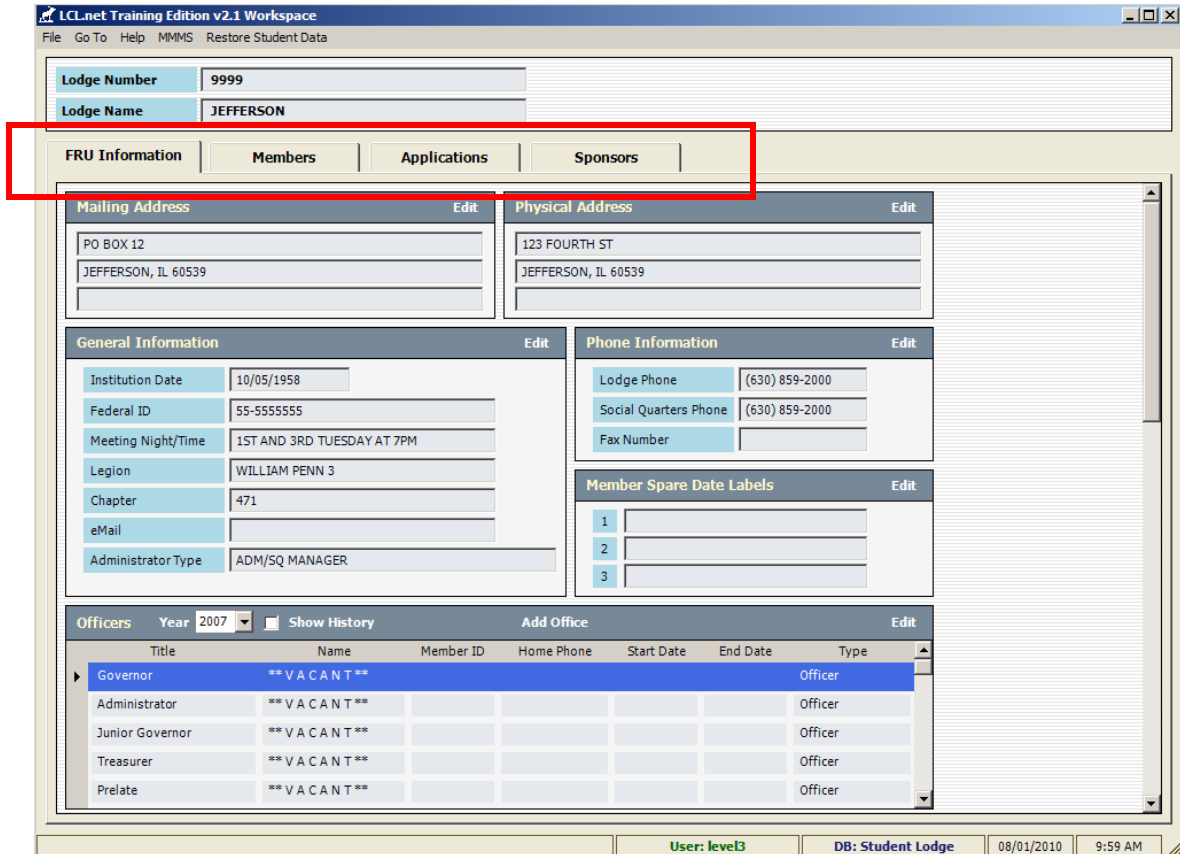 LCL.net Training Edition v2.1 Workspace
File Go To Help MMMS Restore Student Data
Lodge Number 9999
Lodge Name JEFFERSON
FRU Information Members Applications Sponsors
Mailing Address Edit Physical Address Edit
PO BOX 12 123 FOURTH ST
JEFFERSON, IL 60539 JEFFERSON, IL 60539
General Information Edit Phone Information Edit
Institution Date 10/05/1958 Lodge Phone (630) 859-2000
Federal ID 55-5555555 Social Quarters Phone (630) 859-2000
Meeting Night/Time 1ST AND 3RD TUESDAY AT 7PM Fax Number
Legion WILLIAM PENN 3
Member Spare Date Labels Edit
Chapter 471
1
eMail
2
Administrator Type ADM/SQ MANAGER
3
Officers Year 2007 Show History Add Office Edit
Title Name Member ID Home Phone Start Date End Date Type
Governor ** V A C A N T ** Officer
Administrator ** V A C A N T ** Officer
Junior Governor ** V A C A N T ** Officer
Treasurer ** V A C A N T ** Officer
Prelate ** V A C A N T ** Officer
User: level3 DB: Student Lodge 08/01/2010 9:59 AM